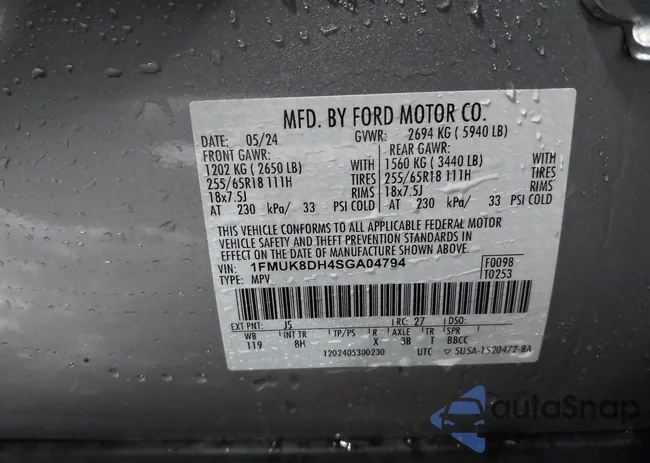 MFD. BY FORD MOTOR CO.
DATE: 05/24 GVWR: 2694 KG ( 5940 LB)
FRONT GAWR: REAR GAWR:
1202 KG ( 2650 LB) WITH 1560 KG ( 3440 LB) WITH
255/65R18 111H TIRES 255/65R18 111H TIRES
18x7.5J RIMS 18x7.5J RIMS
AT 230 kPa/ 33 PSI COLD AT 230 kPa/ 33 PSI COLD
THIS VEHICLE CONFORMS TO ALL APPLICABLE FEDERAL MOTOR
VEHICLE SAFETY AND THEFT PREVENTION STANDARDS IN
EFFECT ON THE DATE OF MANUFACTURE SHOWN ABOVE.
VIN: 1FMUK8DH4SGA04794 F0098
TYPE: MPV T0253
EXT PNT: JS RC: 27 DSO:
WB INT TR TP/PS R AXLE TR SPR
119 8H X 3B T BBCC
1202405300230 UTC ▽ SU5A-1520472-BA
autoSnap